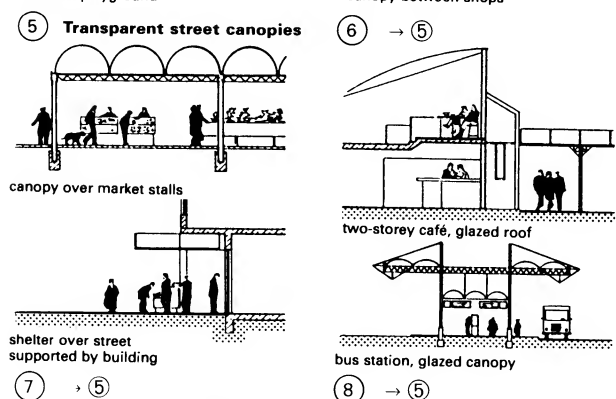 ⑤ Transparent street canopies
canopy over market stalls
⑥ → ⑤
two-storey café, glazed roof
shelter over street
supported by building
⑦ → ⑤
bus station, glazed canopy
⑧ → ⑤